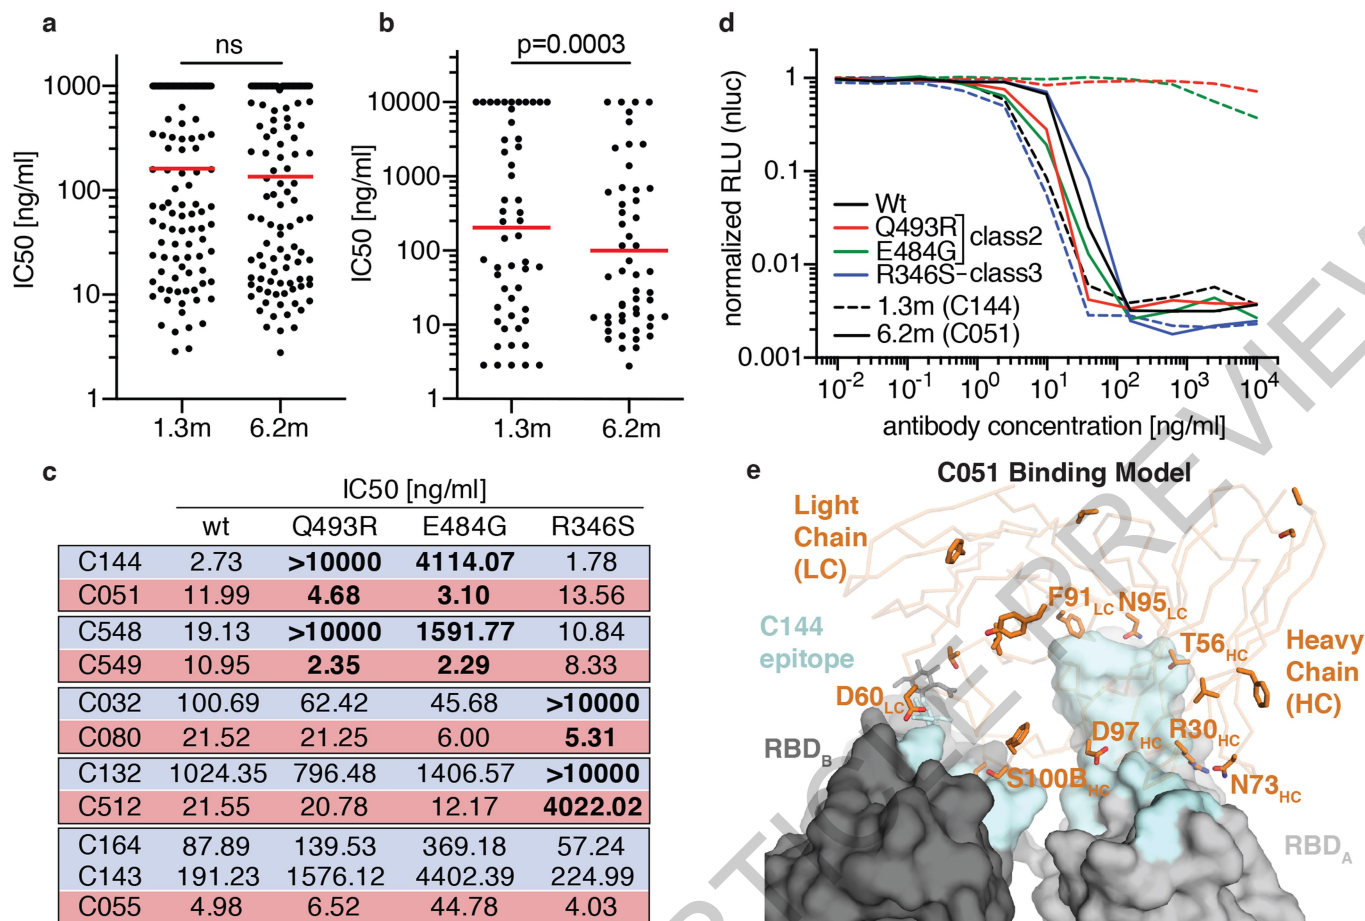 a
ns
IC50 [ng/ml]
1000
100
10
1
1.3m 6.2m
b
p=0.0003
IC50 [ng/ml]
10000
1000
100
10
1
1.3m 6.2m
c
IC50 [ng/ml]
wt Q493R E484G R346S
C144 2.73 >10000 4114.07 1.78
C051 11.99 4.68 3.10 13.56
C548 19.13 >10000 1591.77 10.84
C549 10.95 2.35 2.29 8.33
C032 100.69 62.42 45.68 >10000
C080 21.52 21.25 6.00 5.31
C132 1024.35 796.48 1406.57 >10000
C512 21.55 20.78 12.17 4022.02
C164 87.89 139.53 369.18 57.24
C143 191.23 1576.12 4402.39 224.99
C055 4.98 6.52 44.78 4.03
d
normalized RLU (nluc)
1
0.1
0.01
0.001
Wt
Q493R
E484G
class2
R346S class3
1.3m (C144)
6.2m (C051)
10-2 10-1 100 101 102 103 104
antibody concentration [ng/ml]
e
C051 Binding Model
Light
Chain
(LC)
C144
epitope
F91LC
N95LC
T56HC
Heavy
Chain
(HC)
D60LC
RBDB
D97HC
R30HC
S100BHC
N73HC
RBDA